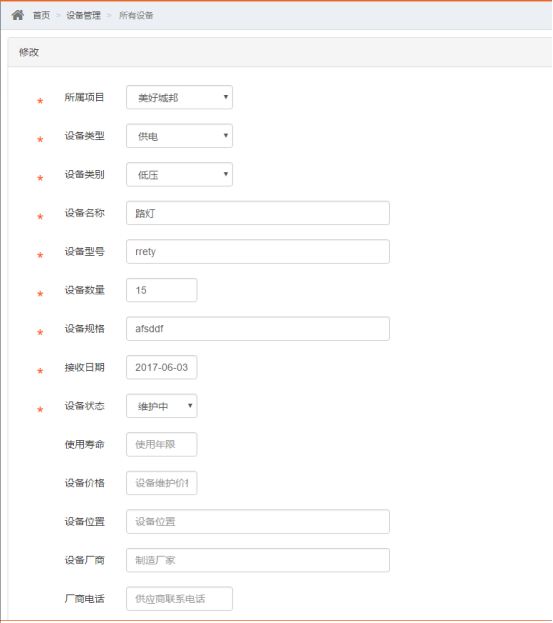 首页 > 设备管理 > 所有设备
修改
* 所属项目 美好城邦
* 设备类型 供电
* 设备类别 低压
* 设备名称 路灯
* 设备型号 rrety
* 设备数量 15
* 设备规格 afsddf
* 接收日期 2017-06-03
* 设备状态 维护中
使用寿命 使用年限
设备价格 设备维护价
设备位置 设备位置
设备厂商 制造厂家
厂商电话 供应商联系电话